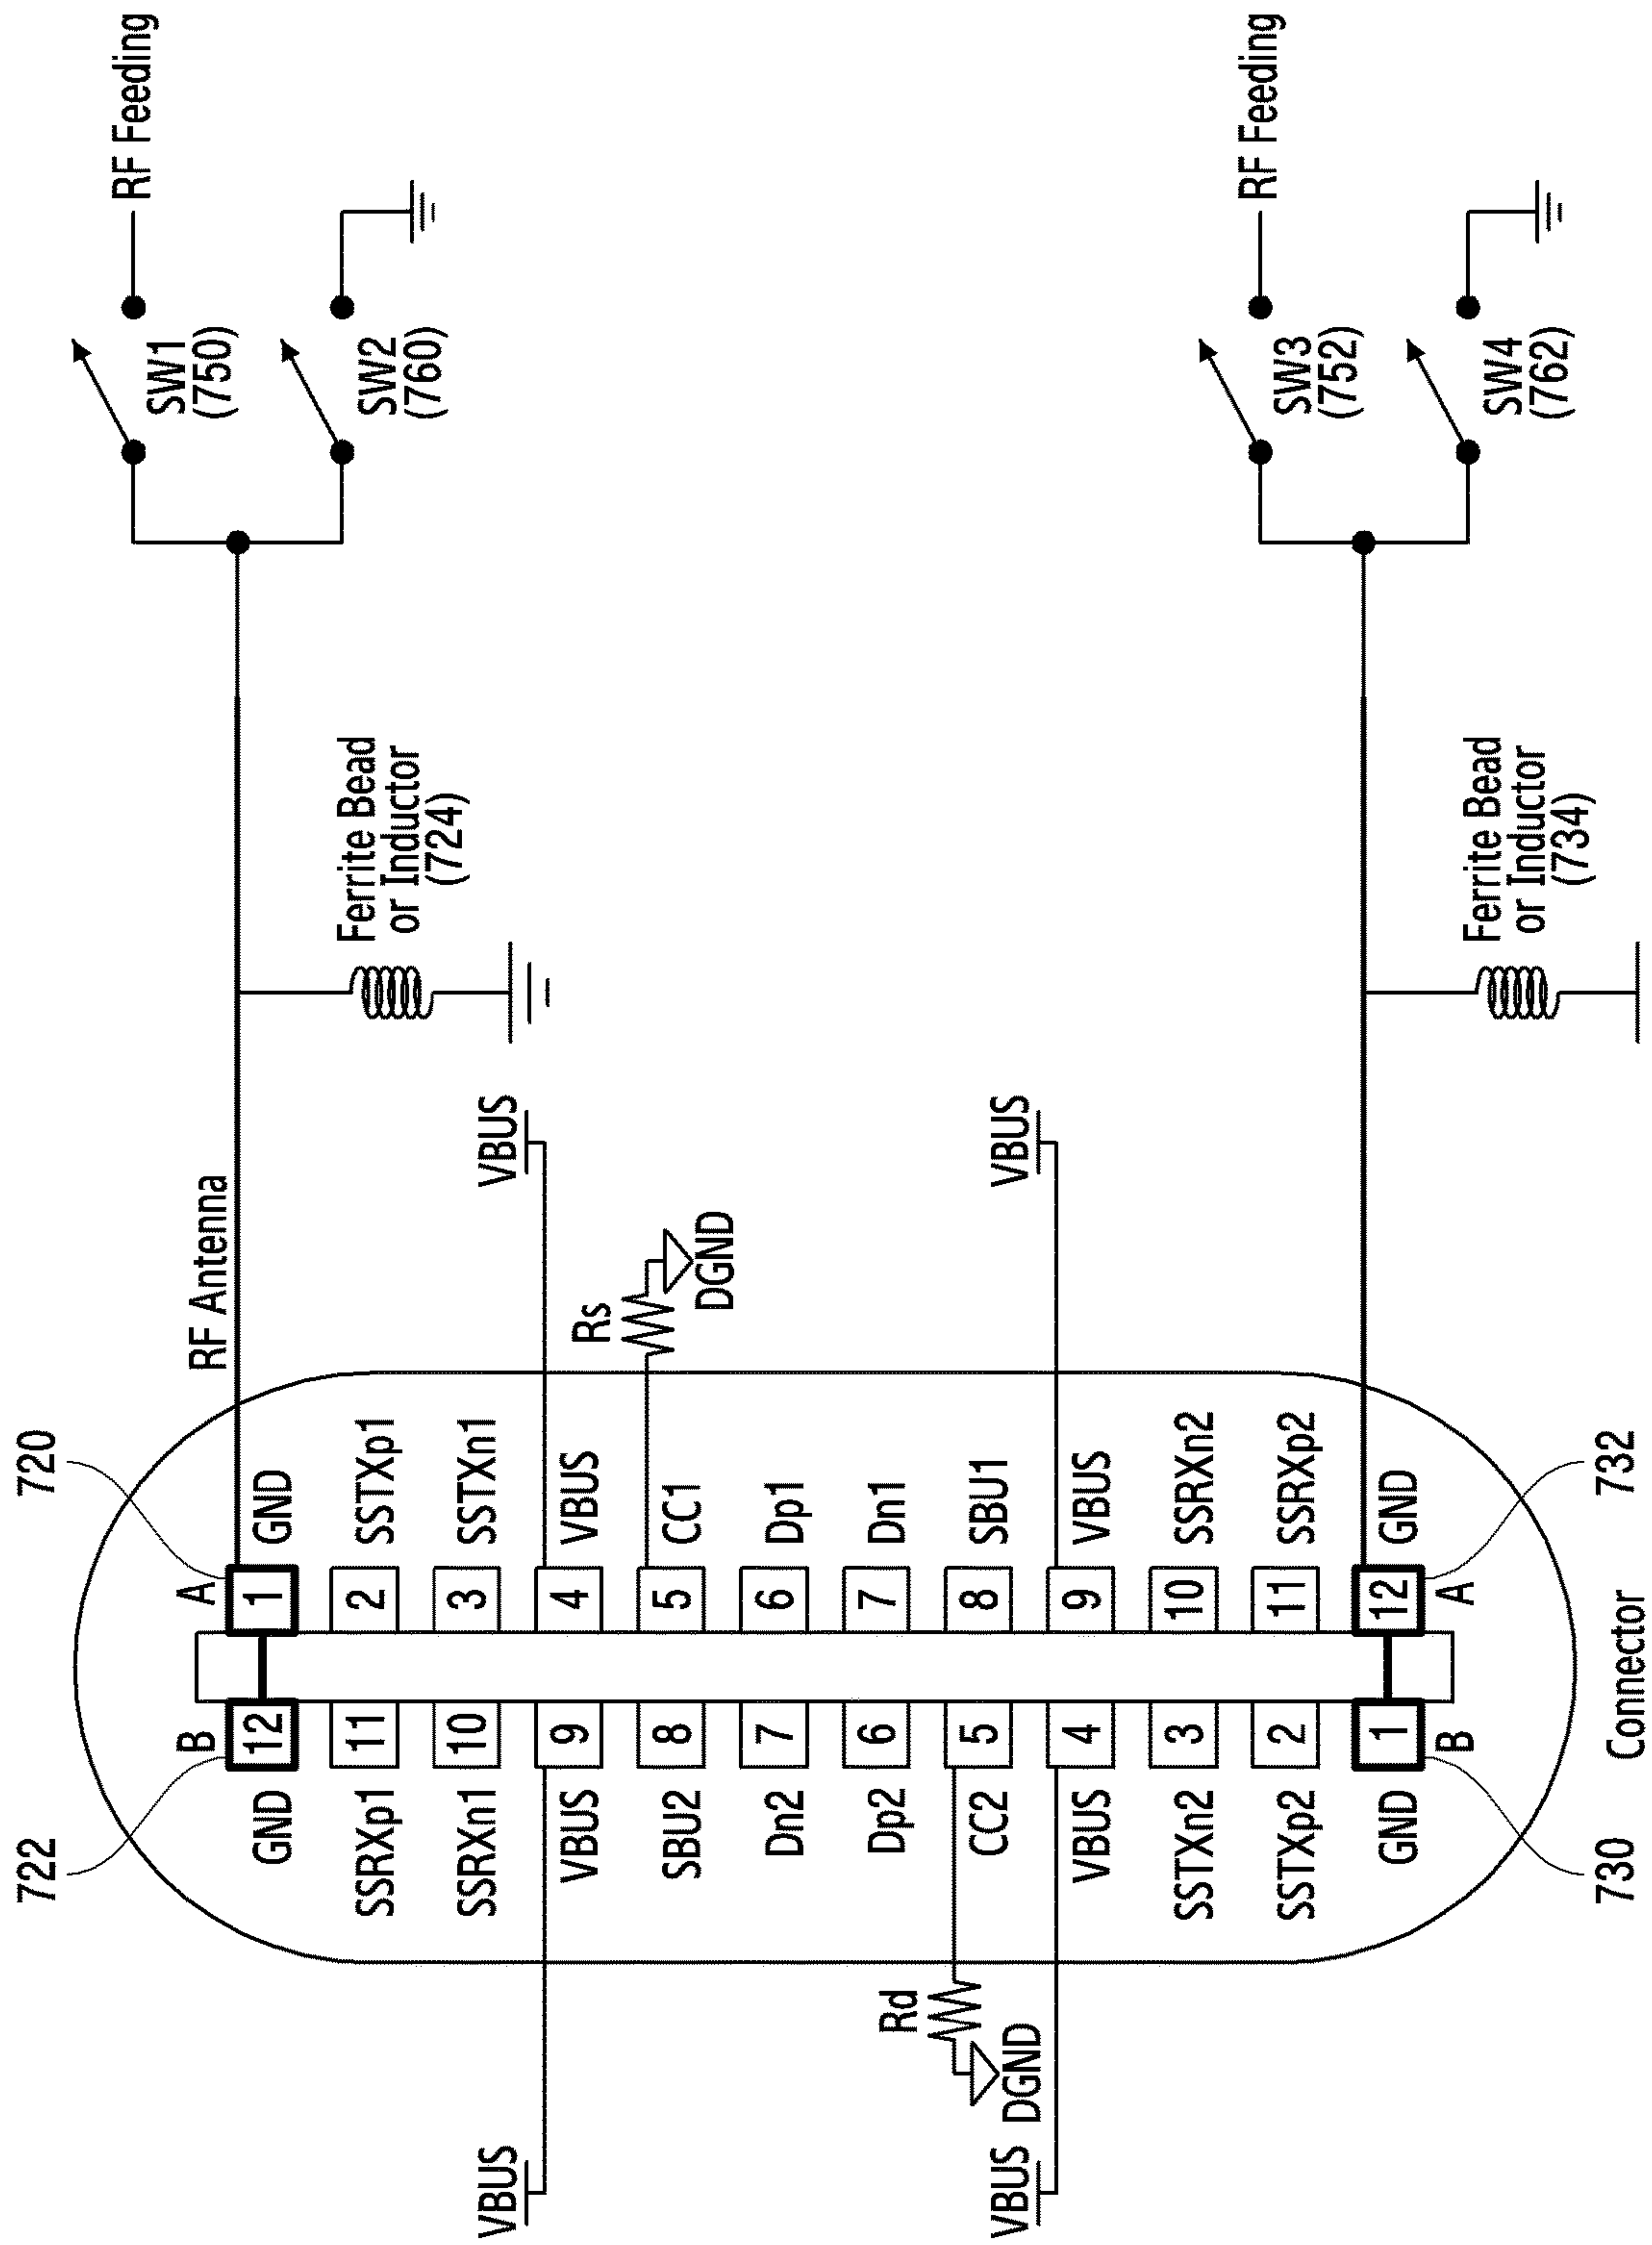 RF Feeding
SW1
(750)
SW2
(760)
RF Feeding
SW3
(752)
SW4
(762)
Ferrite Bead
or Inductor
(724)
Ferrite Bead
or Inductor
(734)
RF Antenna
VBUS
VBUS
Rs
DGND
720
732
GND
SSTXp1
SSTXn1
VBUS
CC1
Dp1
Dn1
SBU1
VBUS
SSRXn2
SSRXp2
GND
A
1
2
3
4
5
6
7
8
9
10
11
12
A
B
12
11
10
9
8
7
6
5
4
3
2
1
B
GND
SSRXp1
SSRXn1
VBUS
SBU2
Dn2
Dp2
CC2
VBUS
SSTXn2
SSTXp2
GND
Connector
722
730
Rd
DGND
VBUS
VBUS